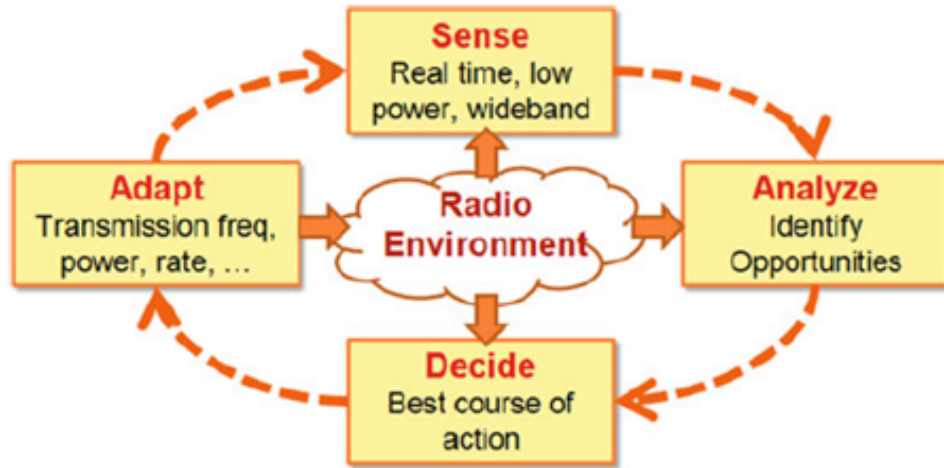 Sense
Real time, low
power, wideband
Adapt
Transmission freq,
power, rate, ...
Radio
Environment
Analyze
Identify
Opportunities
Decide
Best course of
action